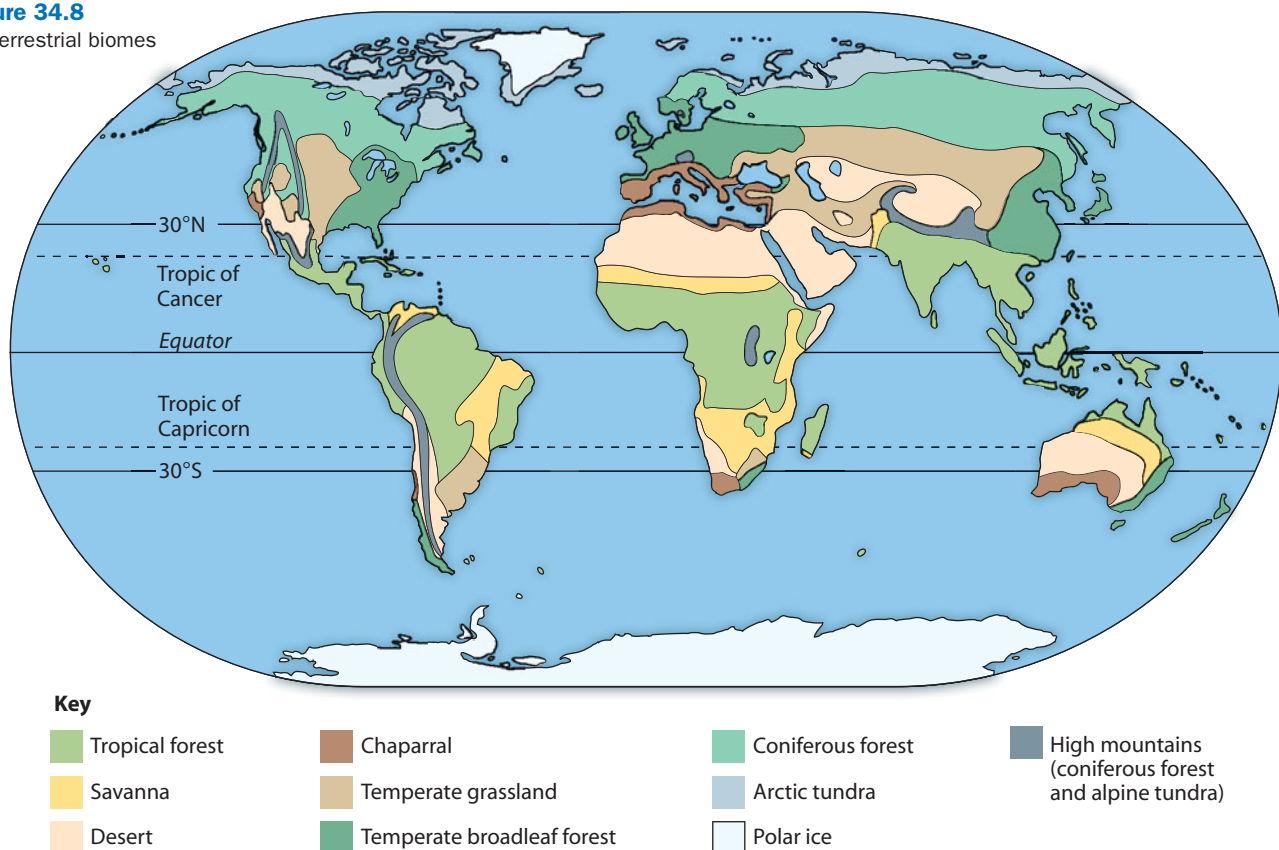 ure 34.8
errestrial biomes
30°N
Tropic of
Cancer
Equator
Tropic of
Capricorn
30°S
Key
Tropical forest
Savanna
Desert
Chaparral
Temperate grassland
Temperate broadleaf forest
Coniferous forest
Arctic tundra
Polar ice
High mountains
(coniferous forest
and alpine tundra)